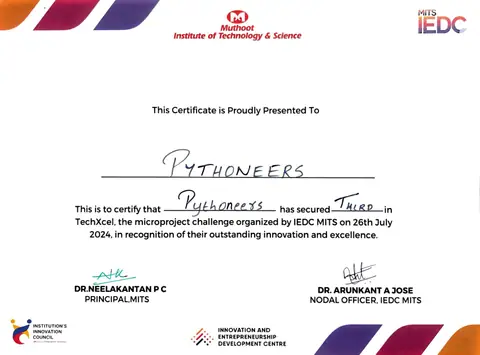 Muthoot
Institute of Technology & Science
MITS
IEDC
This Certificate is Proudly Presented To
PYTHONEERS
This is to certify that Pythoneers has secured THIRD in
TechXcel, the microproject challenge organized by IEDC MITS on 26th July
2024, in recognition of their outstanding innovation and excellence.
DR.NEELAKANTAN P C
PRINCIPAL,MITS
DR. ARUNKANT A JOSE
NODAL OFFICER, IEDC MITS
INSTITUTION'S
INNOVATION
COUNCIL
INNOVATION AND
ENTREPRENEURSHIP
DEVELOPMENT CENTRE